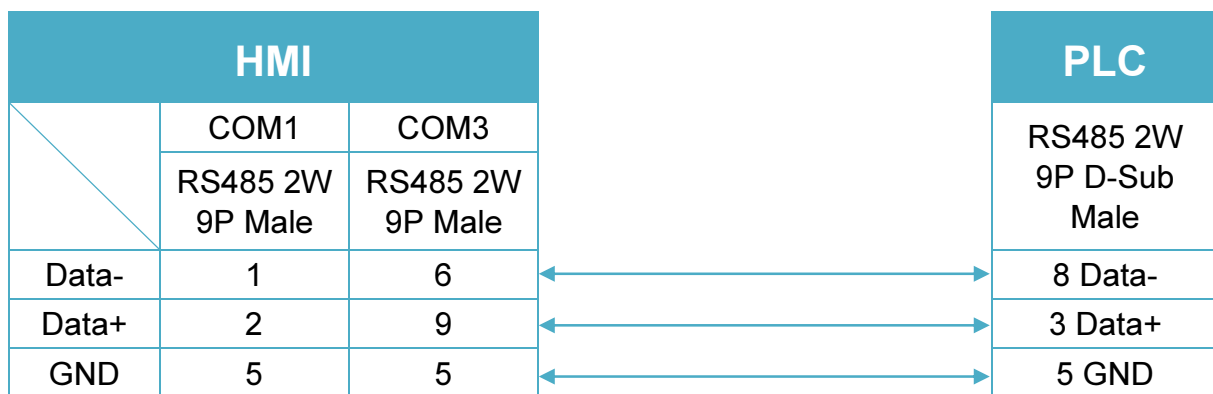 HMI PLC
COM1 COM3
RS485 2W
9P D-Sub
Male
RS485 2W RS485 2W
9P Male 9P Male
Data- 1 6 8 Data-
Data+ 2 9 3 Data+
GND 5 5 5 GND